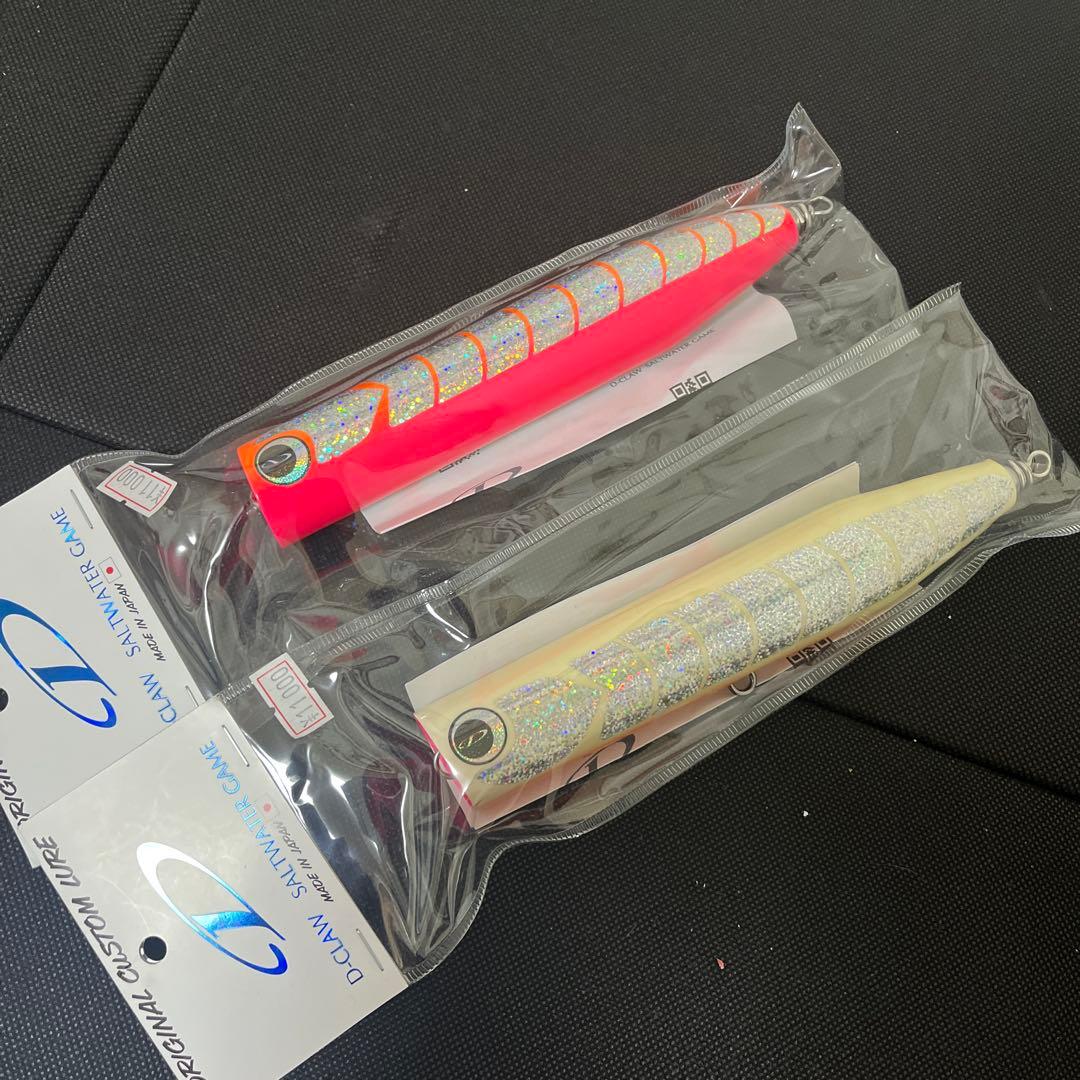 ¥11000
SALTWATER GAME
MADE IN JAPAN
CLAW
D-CLAW SALTWATER GAME
¥11000
D-CLAW SALTWATER GAME
MADE IN JAPAN
ORIGINAL CUSTOM LURE